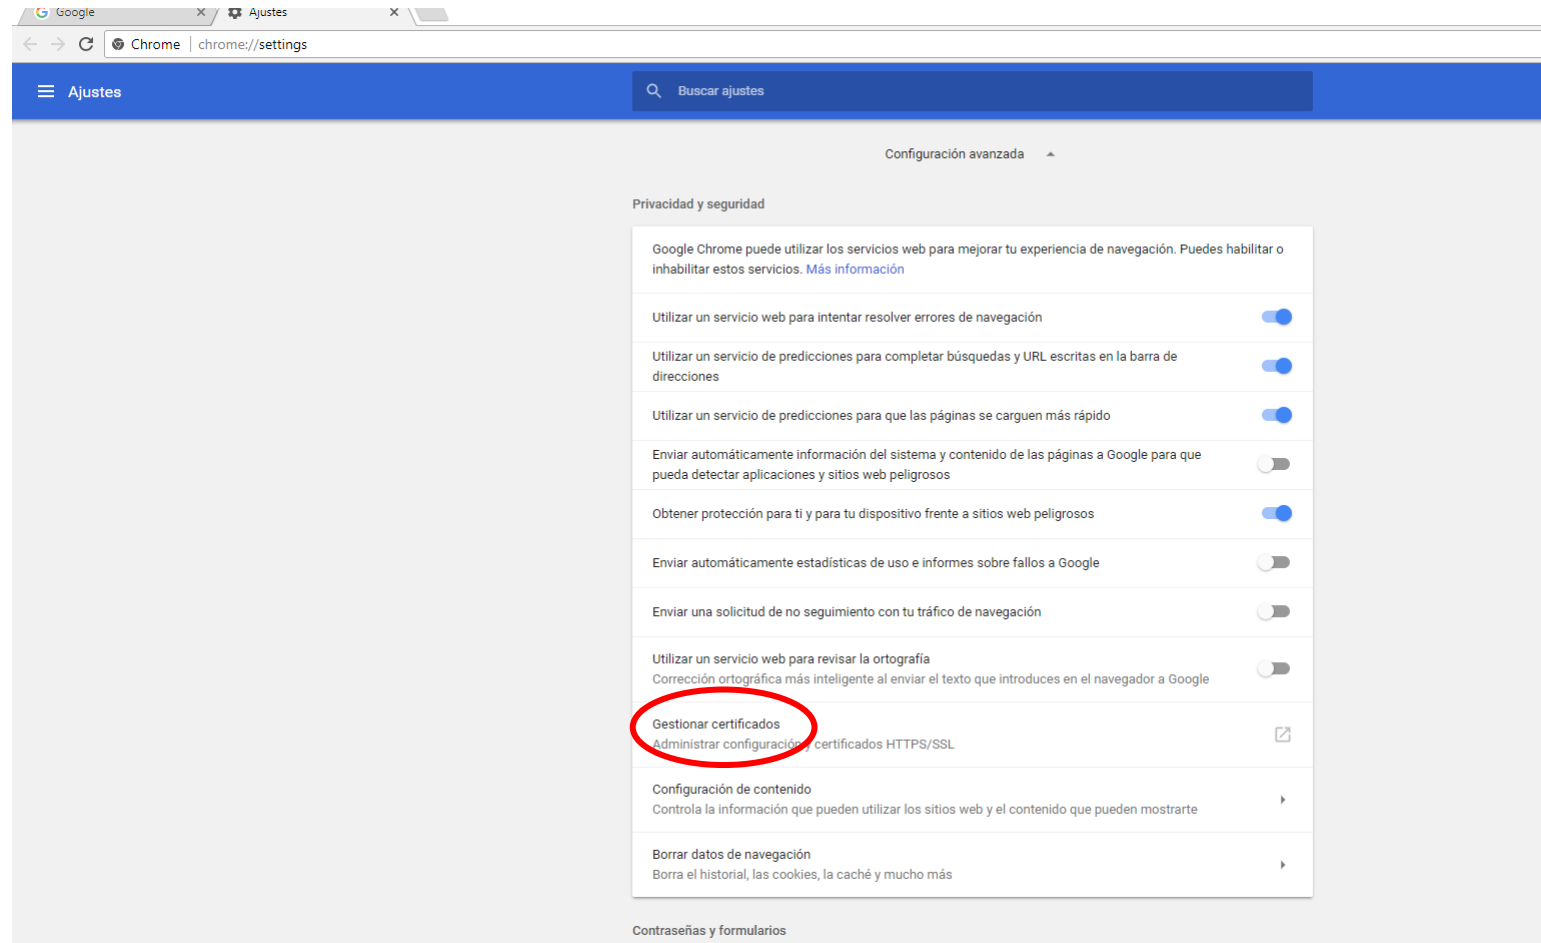 Google
Ajustes
Chrome | chrome://settings
Ajustes
Buscar ajustes
Configuración avanzada
Privacidad y seguridad
Google Chrome puede utilizar los servicios web para mejorar tu experiencia de navegación. Puedes habilitar o
inhabilitar estos servicios. Más información
Utilizar un servicio web para intentar resolver errores de navegación
Utilizar un servicio de predicciones para completar búsquedas y URL escritas en la barra de
direcciones
Utilizar un servicio de predicciones para que las páginas se carguen más rápido
Enviar automáticamente información del sistema y contenido de las páginas a Google para que
pueda detectar aplicaciones y sitios web peligrosos
Obtener protección para ti y para tu dispositivo frente a sitios web peligrosos
Enviar automáticamente estadísticas de uso e informes sobre fallos a Google
Enviar una solicitud de no seguimiento con tu tráfico de navegación
Utilizar un servicio web para revisar la ortografía
Corrección ortográfica más inteligente al enviar el texto que introduces en el navegador a Google
Gestionar certificados
Administrar configuración y certificados HTTPS/SSL
Configuración de contenido
Controla la información que pueden utilizar los sitios web y el contenido que pueden mostrarte
Borrar datos de navegación
Borra el historial, las cookies, la caché y mucho más
Contraseñas y formularios